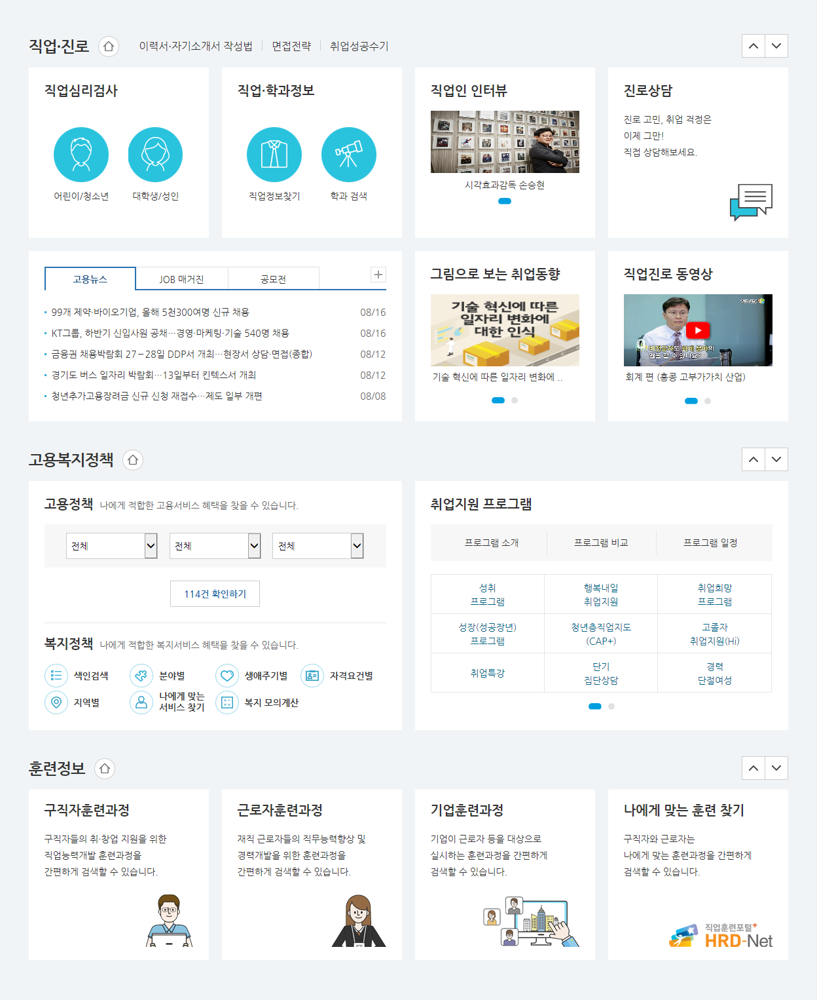 직업·진로
이력서·자기소개서 작성법
면접전략
취업성공수기
직업심리검사
어린이/청소년
대학생/성인
직업·학과정보
직업정보찾기
학과 검색
직업인 인터뷰
시각효과감독 손승현
진로상담
진로 고민, 취업 걱정은
이제 그만!
직접 상담해보세요.
고용뉴스
JOB 매거진
공모전
99개 제약·바이오기업, 올해 5천300여명 신규 채용 08/16
KT그룹, 하반기 신입사원 공채…경영·마케팅·기술 540명 채용 08/16
금융권 채용박람회 27－28일 DDP서 개최…현장서 상담·면접(종합) 08/12
경기도 버스 일자리 박람회…13일부터 킨텍스서 개최 08/12
청년추가고용장려금 신규 신청 재접수…제도 일부 개편 08/08
그림으로 보는 취업동향
기술 혁신에 따른
일자리 변화에
대한 인식
기술 혁신에 따른 일자리 변화에 ..
직업진로 동영상
비전공자도 회계 분야의
일을 할 수 있나요?
회계 편 (홍콩 고부가가치 산업)
고용복지정책
고용정책 나에게 적합한 고용서비스 혜택을 찾을 수 있습니다.
전체
전체
전체
114건 확인하기
복지정책 나에게 적합한 복지서비스 혜택을 찾을 수 있습니다.
색인검색
분야별
생애주기별
자격요건별
지역별
나에게 맞는
서비스 찾기
복지 모의계산
취업지원 프로그램
프로그램 소개
프로그램 비교
프로그램 일정
성취
프로그램
행복내일
취업지원
취업희망
프로그램
성장(성공장년)
프로그램
청년층직업지도
(CAP+)
고졸자
취업지원(Hi)
취업특강
단기
집단상담
경력
단절여성
훈련정보
구직자훈련과정
구직자들의 취·창업 지원을 위한
직업능력개발 훈련과정을
간편하게 검색할 수 있습니다.
근로자훈련과정
재직 근로자들의 직무능력향상 및
경력개발을 위한 훈련과정을
간편하게 검색할 수 있습니다.
기업훈련과정
기업이 근로자 등을 대상으로
실시하는 훈련과정을 간편하게
검색할 수 있습니다.
나에게 맞는 훈련 찾기
구직자와 근로자는
나에게 맞는 훈련과정을 간편하게
검색할 수 있습니다.
직업훈련포털+
HRD-Net